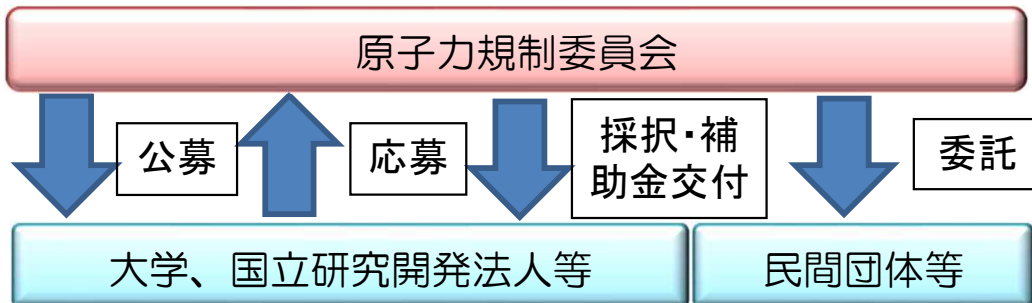 原子力規制委員会
公募
応募
採択・補
助金交付
委託
大学、国立研究開発法人等
民間団体等